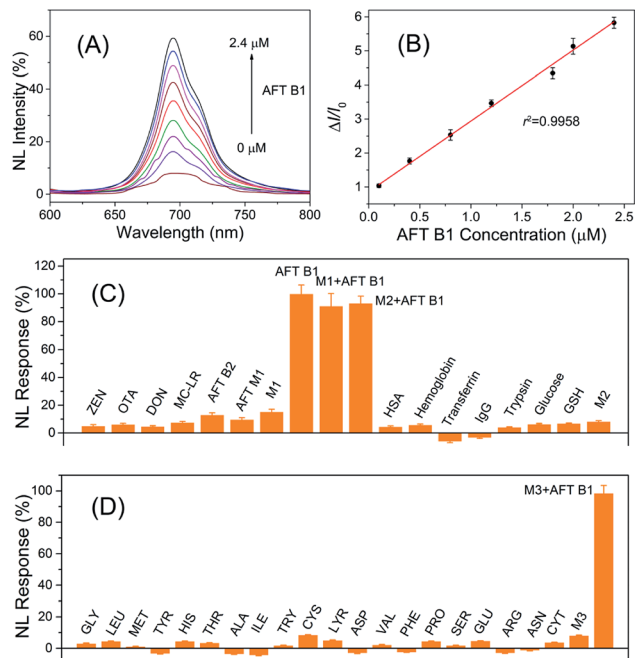 (A)
NL Intensity (%)
60
40
20
0
2.4 μM
AFT B1
0 μM
600 650 700 750 800
Wavelength (nm)
(B)
ΔI/I0
6
5
4
3
2
1
r²=0.9958
0.0 0.5 1.0 1.5 2.0 2.5
AFT B1 Concentration (μM)
(C)
NL Response (%)
120
100
80
60
40
20
0
ZEN
OTA
DON
MC-LR
AFT B2
AFT M1
M1
AFT B1
M1+AFT B1
M2+AFT B1
HSA
Hemoglobin
Transferrin
IgG
Trypsin
Glucose
GSH
M2
(D)
NL Response (%)
100
80
60
40
20
0
GLY
LEU
MET
TYR
HIS
THR
ALA
ILE
TRY
CYS
LYR
ASP
VAL
PHE
PRO
SER
GLU
ARG
ASN
CYT
M3
M3+AFT B1